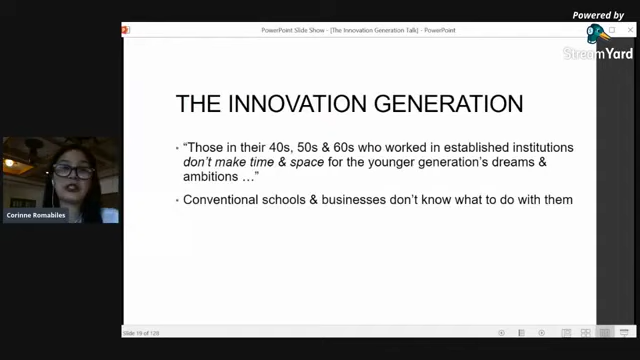 Powered by
PowerPoint Slide Show - [The Innovation Generation Talk] - PowerPoint
StreamYard
THE INNOVATION GENERATION
• "Those in their 40s, 50s & 60s who worked in established institutions
don't make time & space for the younger generation's dreams &
ambitions ..."
• Conventional schools & businesses don't know what to do with them
Corinne Romabiles
Slide 19 of 128